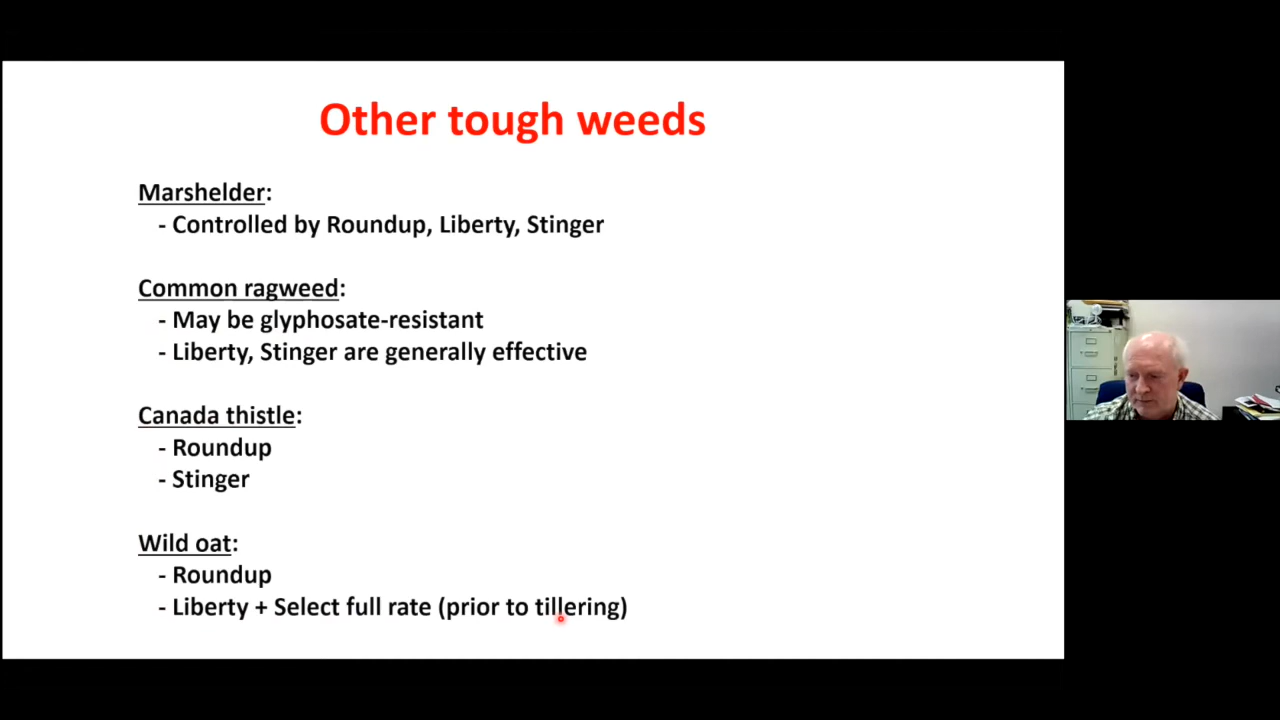 Other tough weeds
Marshelder:
- Controlled by Roundup, Liberty, Stinger
Common ragweed:
- May be glyphosate-resistant
- Liberty, Stinger are generally effective
Canada thistle:
- Roundup
- Stinger
Wild oat:
- Roundup
- Liberty + Select full rate (prior to tillering)